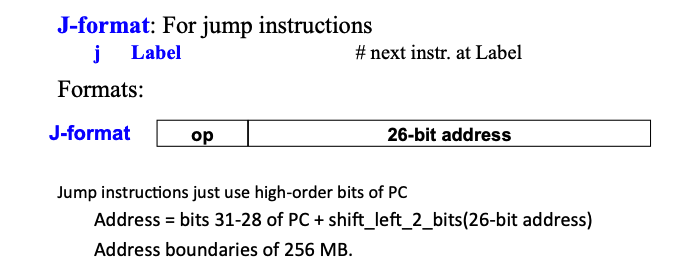 J-format: For jump instructions
j Label # next instr. at Label
Formats:
J-format op 26-bit address
Jump instructions just use high-order bits of PC
Address = bits 31-28 of PC + shift_left_2_bits(26-bit address)
Address boundaries of 256 MB.